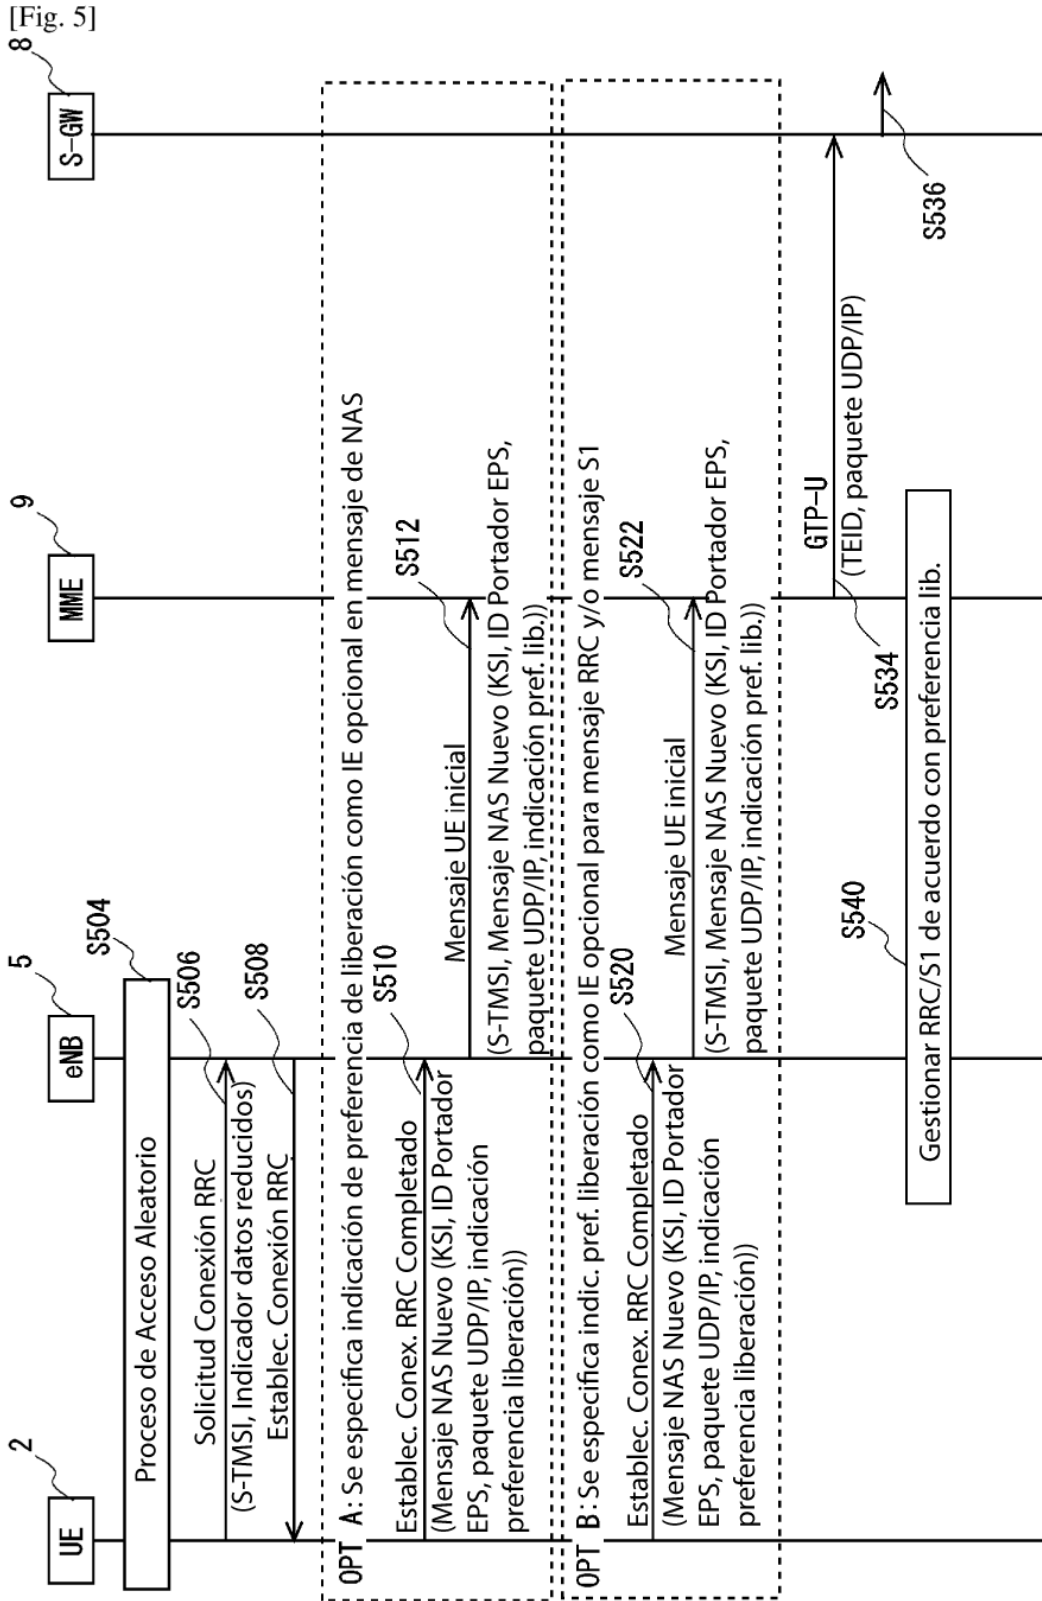 [Fig. 5]
2
5
9
8
UE
eNB
MME
S-GW
S504
Proceso de Acceso Aleatorio
Solicitud Conexión RRC
S506
(S-TMSI, Indicador datos reducidos)
S508
Establec. Conexión RRC
OPT A: Se especifica indicación de preferencia de liberación como IE opcional en mensaje de NAS
Establec. Conex. RRC Completado
S510
(Mensaje NAS Nuevo (KSI, ID Portador
EPS, paquete UDP/IP, indicación
preferencia liberación))
Mensaje UE inicial
S512
(S-TMSI, Mensaje NAS Nuevo (KSI, ID Portador EPS,
paquete UDP/IP, indicación pref. lib.))
OPT B: Se especifica indic. pref. liberación como IE opcional para mensaje RRC y/o mensaje S1
Establec. Conex. RRC Completado
S520
(Mensaje NAS Nuevo (KSI, ID Portador
EPS, paquete UDP/IP, indicación
preferencia liberación))
Mensaje UE inicial
S522
(S-TMSI, Mensaje NAS Nuevo (KSI, ID Portador EPS,
paquete UDP/IP, indicación pref. lib.))
GTP-U
(TEID, paquete UDP/IP)
S534
S536
S540
Gestionar RRC/S1 de acuerdo con preferencia lib.